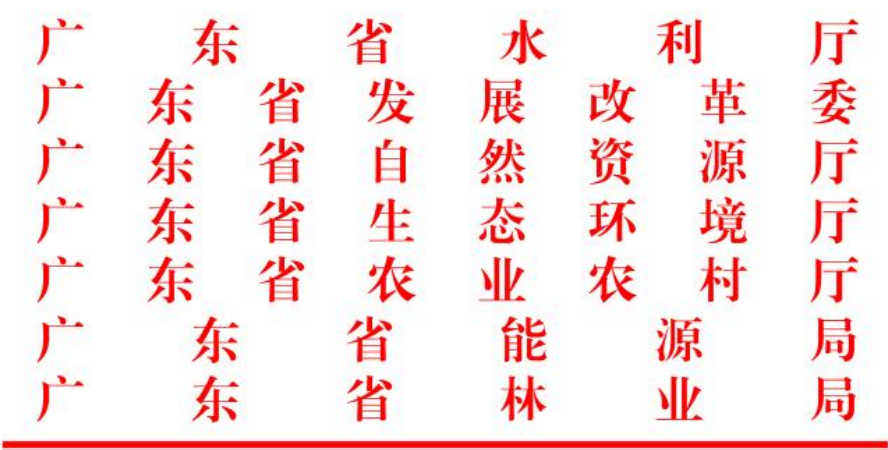 广东省水利厅
广东省发展改革委
广东省自然资源厅
广东省生态环境厅
广东省农业农村厅
广东省能源局
广东省林业局